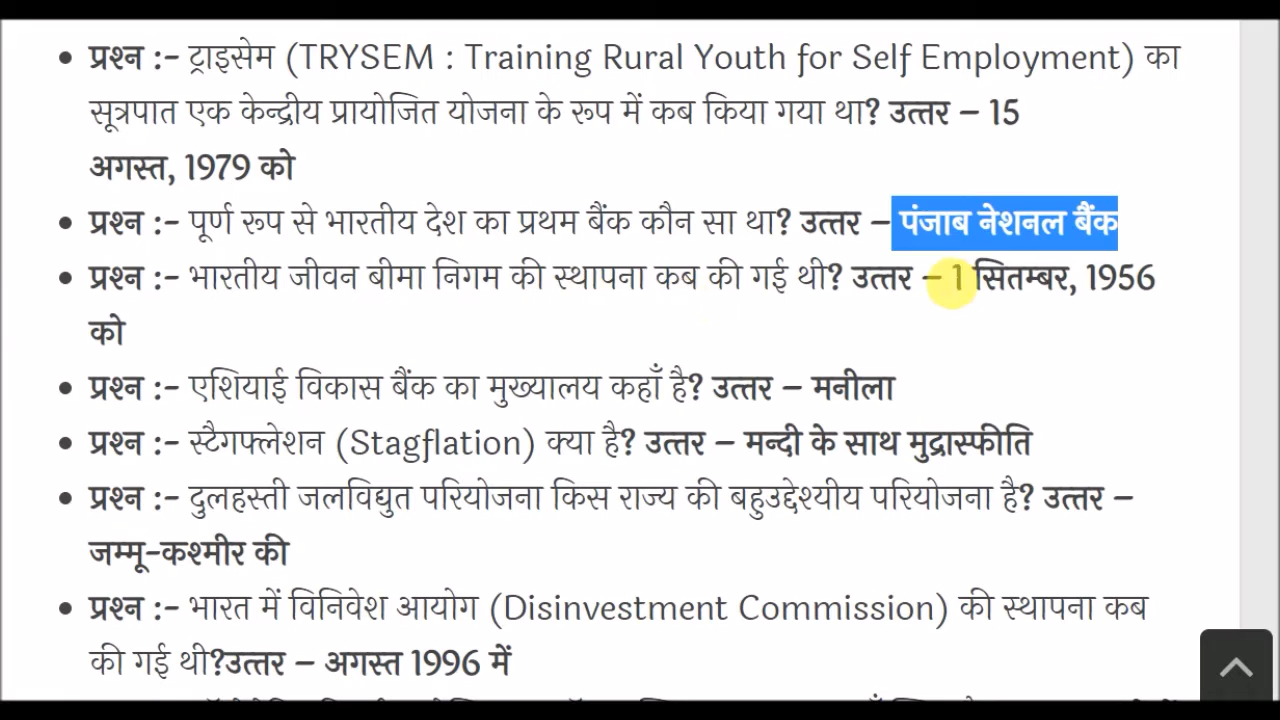 प्रश्न :- ट्राइसेम (TRYSEM : Training Rural Youth for Self Employment) का
सूत्रपात एक केन्द्रीय प्रायोजित योजना के रूप में कब किया गया था? उत्तर – 15
अगस्त, 1979 को
प्रश्न :- पूर्ण रूप से भारतीय देश का प्रथम बैंक कौन सा था? उत्तर – पंजाब नेशनल बैंक
प्रश्न :- भारतीय जीवन बीमा निगम की स्थापना कब की गई थी? उत्तर – 1 सितम्बर, 1956
को
प्रश्न :- एशियाई विकास बैंक का मुख्यालय कहाँ है? उत्तर – मनीला
प्रश्न :- स्टैगफ्लेशन (Stagflation) क्या है? उत्तर – मन्दी के साथ मुद्रास्फीति
प्रश्न :- दुलहस्ती जलविद्युत परियोजना किस राज्य की बहुउद्देश्यीय परियोजना है? उत्तर –
जम्मू-कश्मीर की
प्रश्न :- भारत में विनिवेश आयोग (Disinvestment Commission) की स्थापना कब
की गई थी?उत्तर – अगस्त 1996 में